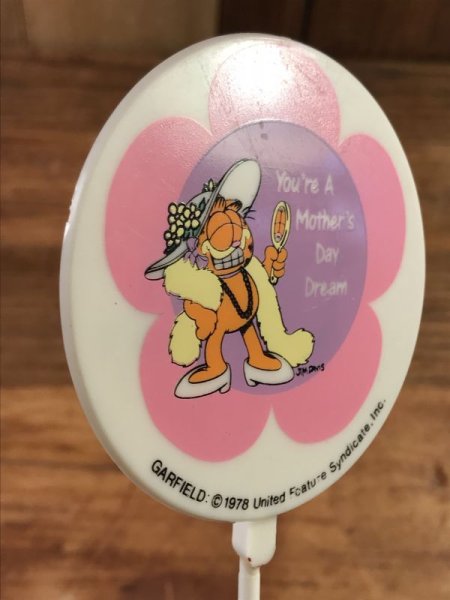 You're A
Mother's
Day
Dream
JIM DAVIS
GARFIELD: © 1978 United Feature Syndicate, Inc.